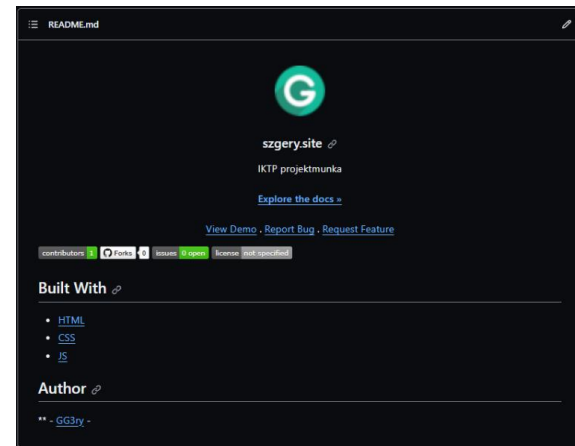 README.md
G
szgery.site
IKTP projektmunka
Explore the docs »
View Demo . Report Bug . Request Feature
contributors 1 Forks 0 issues 0 open license not specified
Built With
• HTML
• CSS
• JS
Author
** - GG3ry -